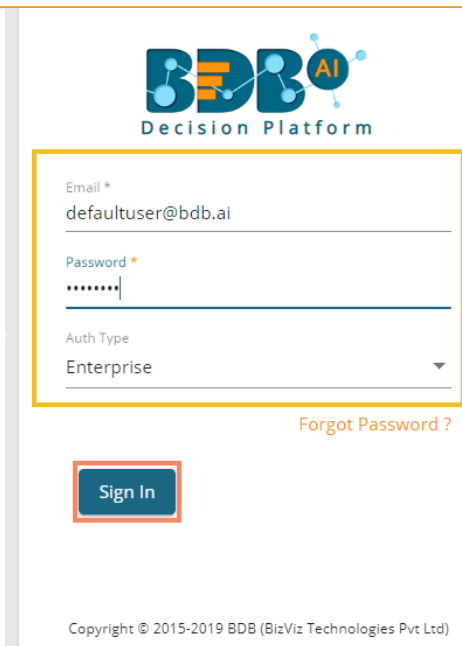 BDB AI
Decision Platform
Email *
defaultuser@bdb.ai
Password *
••••••••
Auth Type
Enterprise
Forgot Password ?
Sign In
Copyright © 2015-2019 BDB (BizViz Technologies Pvt Ltd)